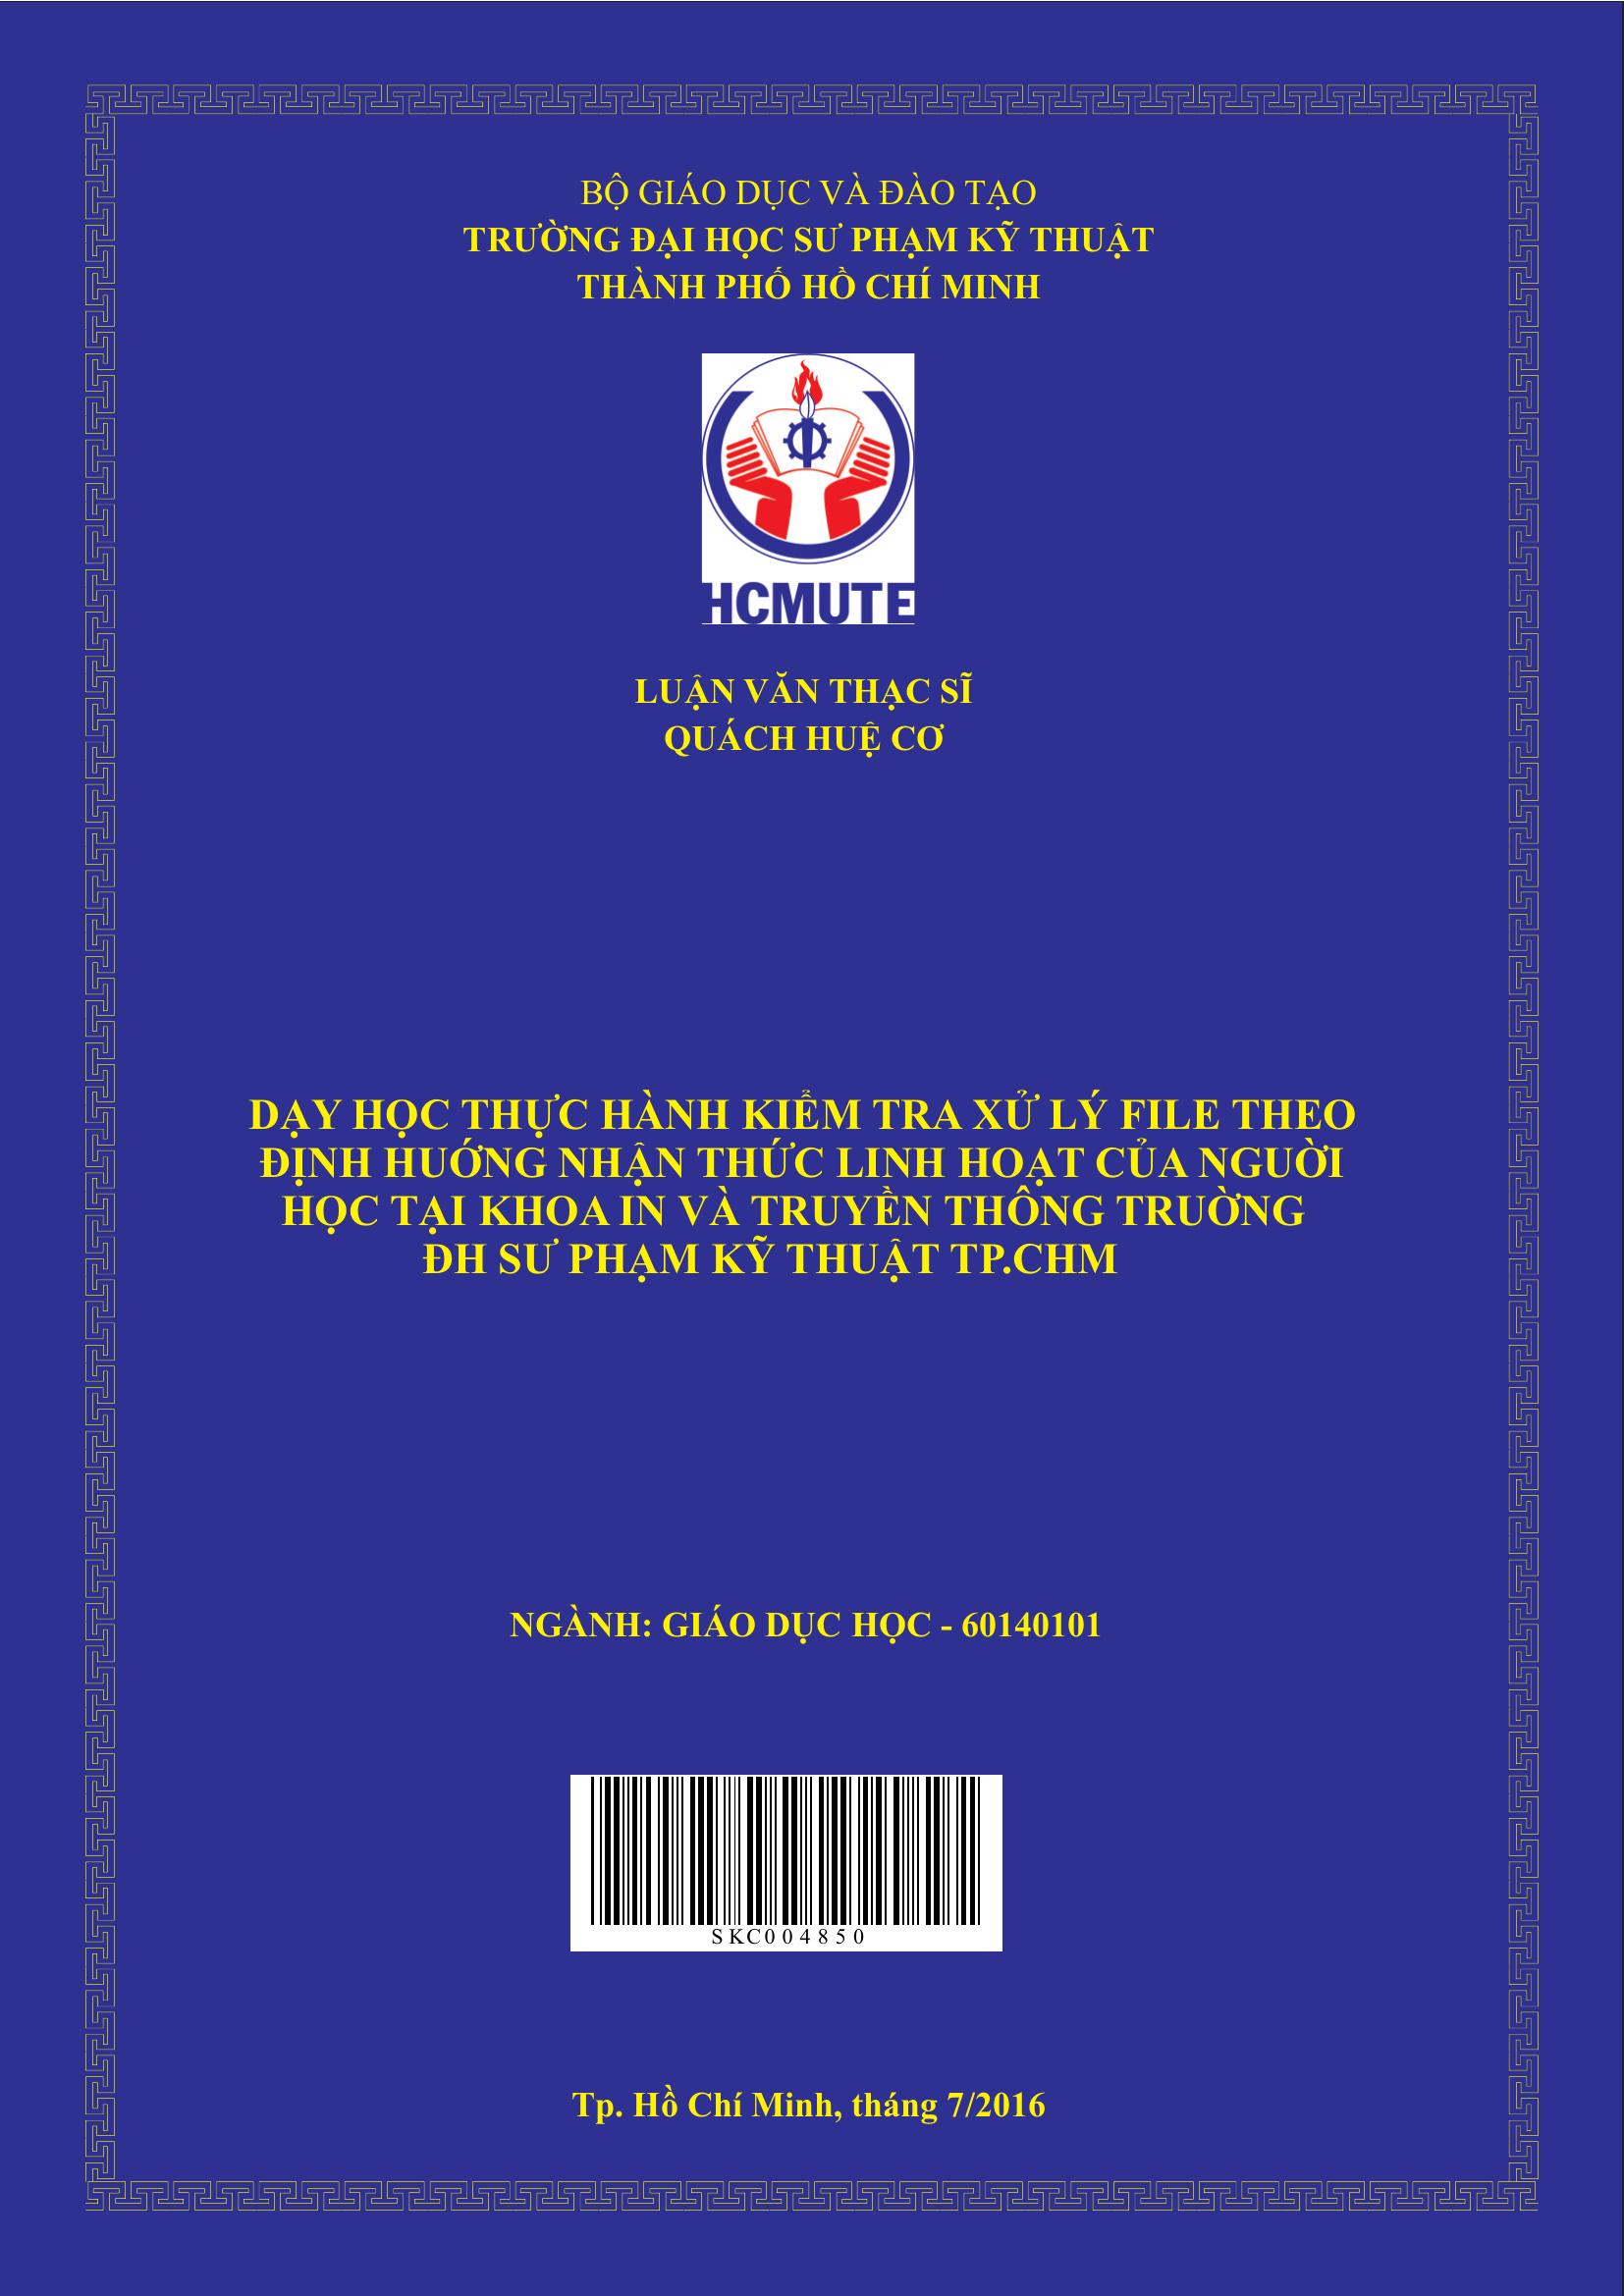 BỘ GIÁO DỤC VÀ ĐÀO TẠO
TRƯỜNG ĐẠI HỌC SƯ PHẠM KỸ THUẬT
THÀNH PHỐ HỒ CHÍ MINH
HCMUTE
LUẬN VĂN THẠC SĨ
QUÁCH HUỆ CƠ
DẠY HỌC THỰC HÀNH KIỂM TRA XỬ LÝ FILE THEO
ĐỊNH HUỚNG NHẬN THỨC LINH HOẠT CỦA NGUỜI
HỌC TẠI KHOA IN VÀ TRUYỀN THÔNG TRUỜNG
ĐH SƯ PHẠM KỸ THUẬT TP.CHM
NGÀNH: GIÁO DỤC HỌC - 60140101
SKC004850
Tp. Hồ Chí Minh, tháng 7/2016